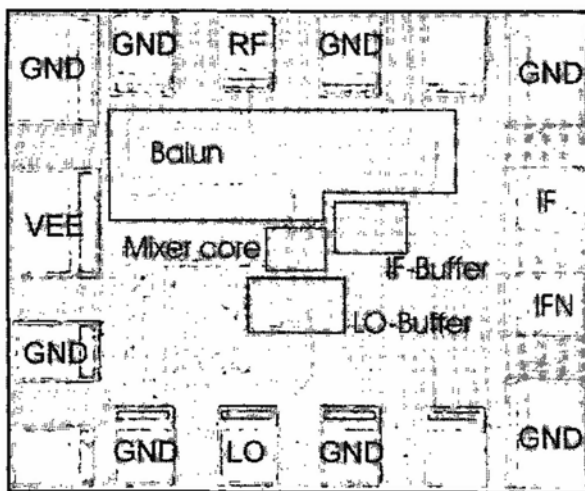 GND RF GND
GND GND
Balun
VEE IF
Mixer core
IF-Buffer
IFN
LO-Buffer
GND
GND LO GND GND